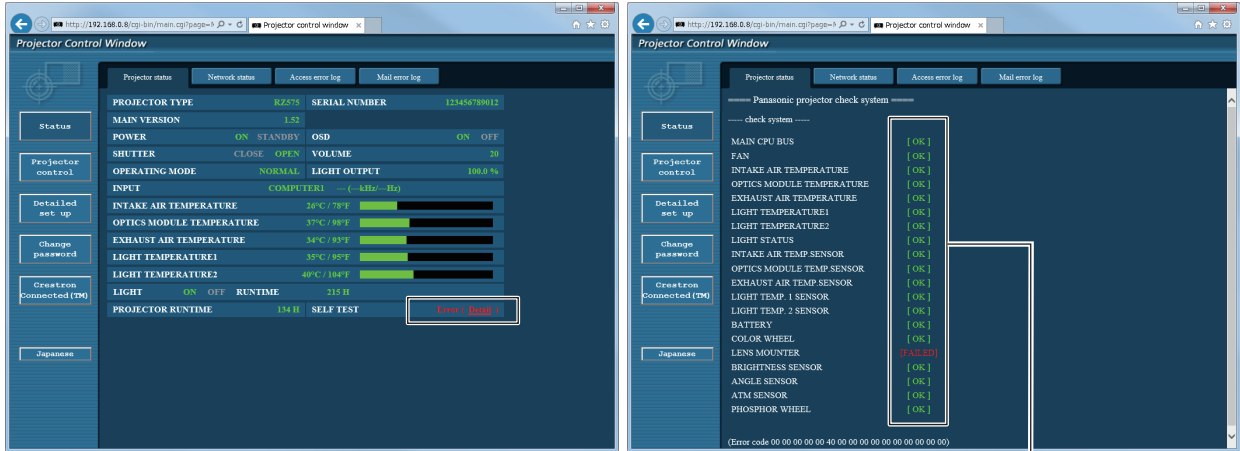 http://192.168.0.8/cgi-bin/main.cgi?page=
Projector control window
Projector Control Window
Projector status Network status Access error log Mail error log
Status
Projector control
Detailed set up
Change password
Crestron Connected(TM)
Japanese
PROJECTOR TYPE RZ575 SERIAL NUMBER 123456789012
MAIN VERSION 1.52
POWER ON STANDBY OSD ON OFF
SHUTTER CLOSE OPEN VOLUME 20
OPERATING MODE NORMAL LIGHT OUTPUT 100.0 %
INPUT COMPUTER1 --- (---kHz/---Hz)
INTAKE AIR TEMPERATURE 26°C / 78°F
OPTICS MODULE TEMPERATURE 37°C / 98°F
EXHAUST AIR TEMPERATURE 34°C / 93°F
LIGHT TEMPERATURE1 35°C / 95°F
LIGHT TEMPERATURE2 40°C / 104°F
LIGHT ON OFF RUNTIME 215 H
PROJECTOR RUNTIME 134 H SELF TEST Error
http://192.168.0.8/cgi-bin/main.cgi?page=
Projector control window
Projector Control Window
Projector status Network status Access error log Mail error log
Status
Projector control
Detailed set up
Change password
Crestron Connected(TM)
Japanese
==== Panasonic projector check system ====
----- check system -----
MAIN CPU BUS [ OK ]
FAN [ OK ]
INTAKE AIR TEMPERATURE [ OK ]
OPTICS MODULE TEMPERATURE [ OK ]
EXHAUST AIR TEMPERATURE [ OK ]
LIGHT TEMPERATURE1 [ OK ]
LIGHT TEMPERATURE2 [ OK ]
LIGHT STATUS [ OK ]
INTAKE AIR TEMP.SENSOR [ OK ]
OPTICS MODULE TEMP.SENSOR [ OK ]
EXHAUST AIR TEMP.SENSOR [ OK ]
LIGHT TEMP. 1 SENSOR [ OK ]
LIGHT TEMP. 2 SENSOR [ OK ]
BATTERY [ OK ]
COLOR WHEEL [ OK ]
LENS MOUNTER [FAILED]
BRIGHTNESS SENSOR [ OK ]
ANGLE SENSOR [ OK ]
ATM SENSOR [ OK ]
PHOSPHOR WHEEL [ OK ]
(Error code 00 00 00 00 00 40 00 00 00 00 00 00 00 00 00 00)